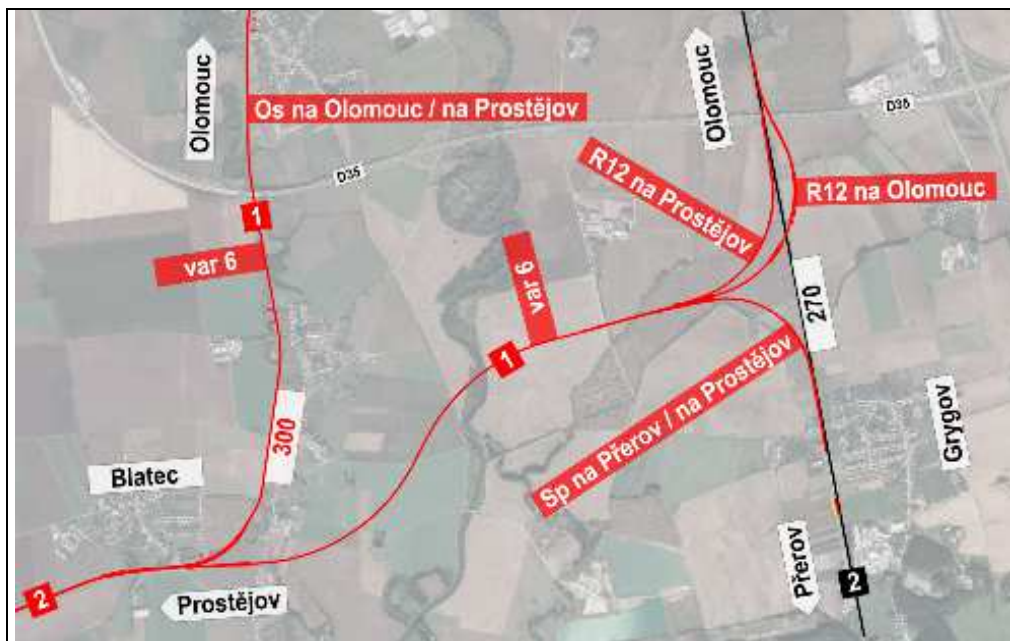 Olomouc
Olomouc
Os na Olomouc / na Prostějov
D35
D35
R12 na Prostějov
R12 na Olomouc
1
var 6
var 6
270
1
300
Sp na Přerov / na Prostějov
Grygov
Blatec
2
Prostějov
Přerov
2